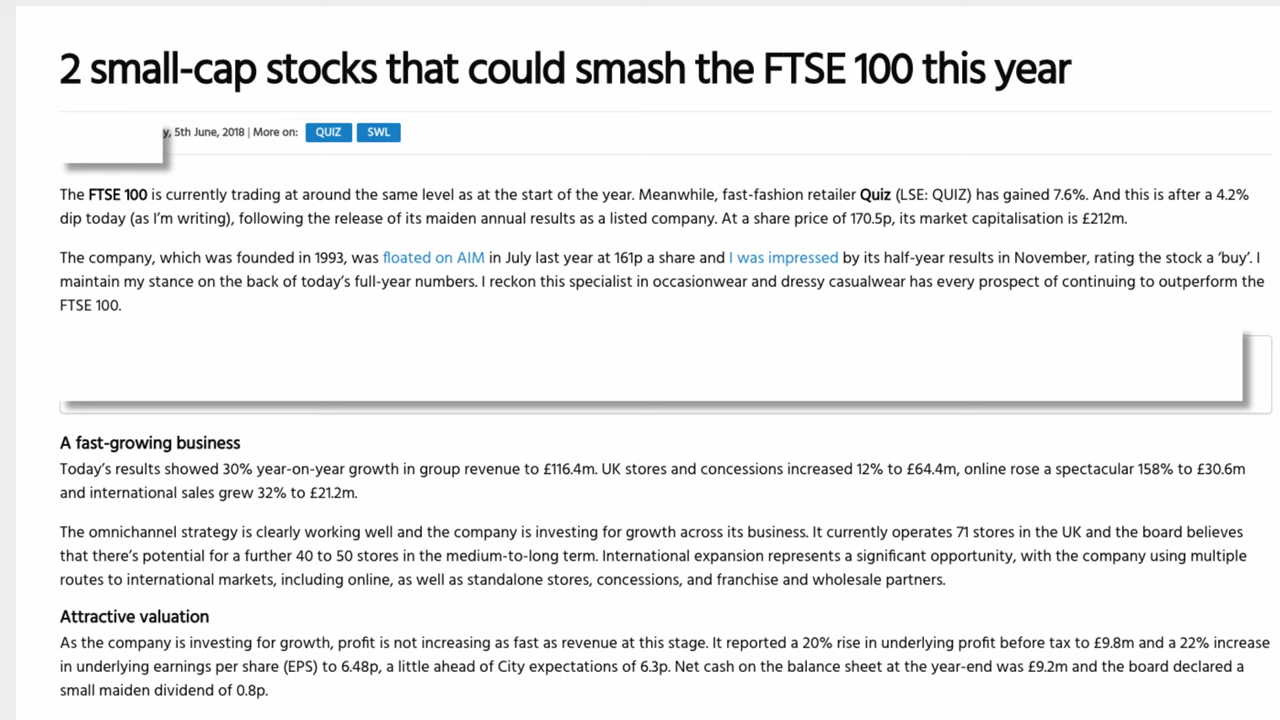 2 small-cap stocks that could smash the FTSE 100 this year
5th June, 2018 | More on: QUIZ SWL
The FTSE 100 is currently trading at around the same level as at the start of the year. Meanwhile, fast-fashion retailer Quiz (LSE: QUIZ) has gained 7.6%. And this is after a 4.2%
dip today (as I’m writing), following the release of its maiden annual results as a listed company. At a share price of 170.5p, its market capitalisation is £212m.
The company, which was founded in 1993, was floated on AIM in July last year at 161p a share and I was impressed by its half-year results in November, rating the stock a ‘buy’. I
maintain my stance on the back of today’s full-year numbers. I reckon this specialist in occasionwear and dressy casualwear has every prospect of continuing to outperform the
FTSE 100.
A fast-growing business
Today’s results showed 30% year-on-year growth in group revenue to £116.4m. UK stores and concessions increased 12% to £64.4m, online rose a spectacular 158% to £30.6m
and international sales grew 32% to £21.2m.
The omnichannel strategy is clearly working well and the company is investing for growth across its business. It currently operates 71 stores in the UK and the board believes
that there’s potential for a further 40 to 50 stores in the medium-to-long term. International expansion represents a significant opportunity, with the company using multiple
routes to international markets, including online, as well as standalone stores, concessions, and franchise and wholesale partners.
Attractive valuation
As the company is investing for growth, profit is not increasing as fast as revenue at this stage. It reported a 20% rise in underlying profit before tax to £9.8m and a 22% increase
in underlying earnings per share (EPS) to 6.48p, a little ahead of City expectations of 6.3p. Net cash on the balance sheet at the year-end was £9.2m and the board declared a
small maiden dividend of 0.8p.